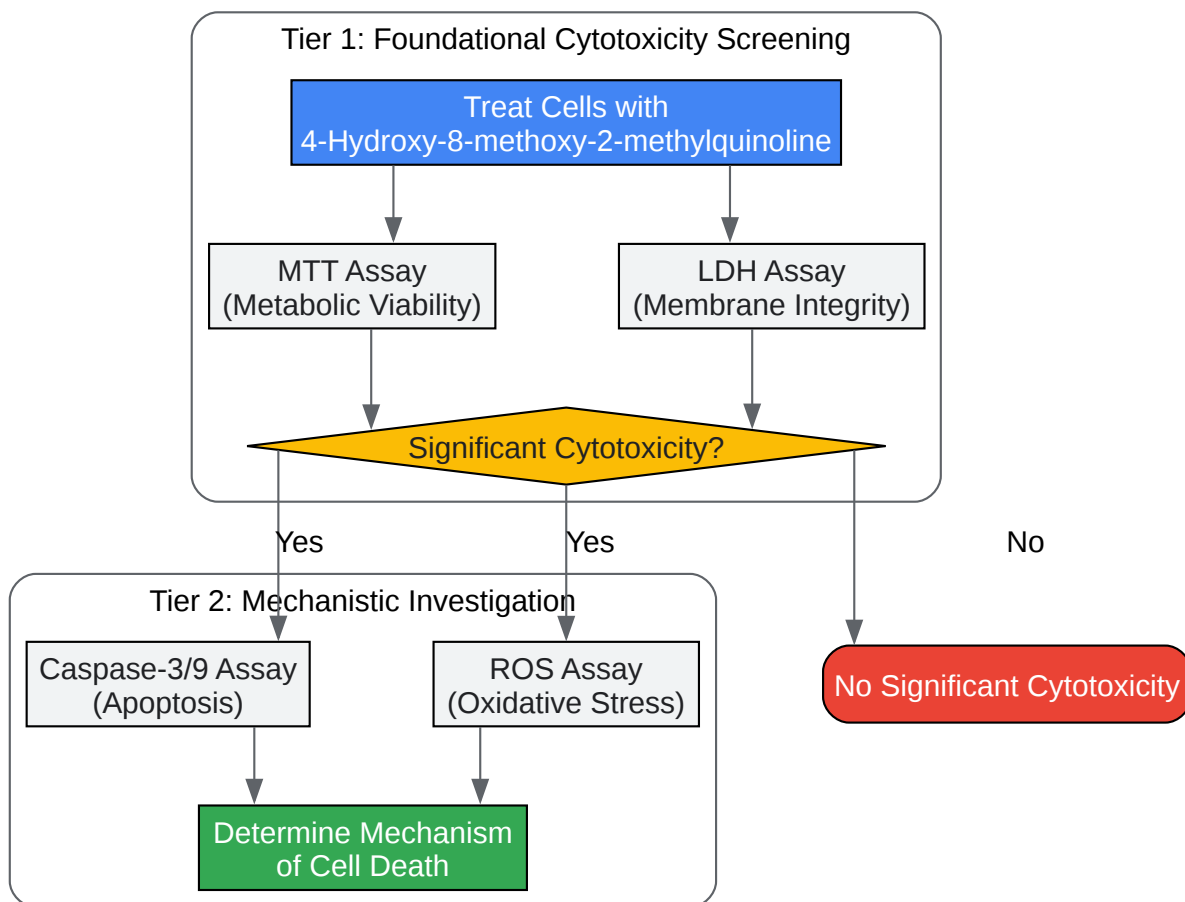 Tier 1: Foundational Cytotoxicity Screening
Treat Cells with
4-Hydroxy-8-methoxy-2-methylquinoline
MTT Assay
(Metabolic Viability)
LDH Assay
(Membrane Integrity)
Significant Cytotoxicity?
Yes
Yes
No
Tier 2: Mechanistic Investigation
Caspase-3/9 Assay
(Apoptosis)
ROS Assay
(Oxidative Stress)
No Significant Cytotoxicity
Determine Mechanism
of Cell Death